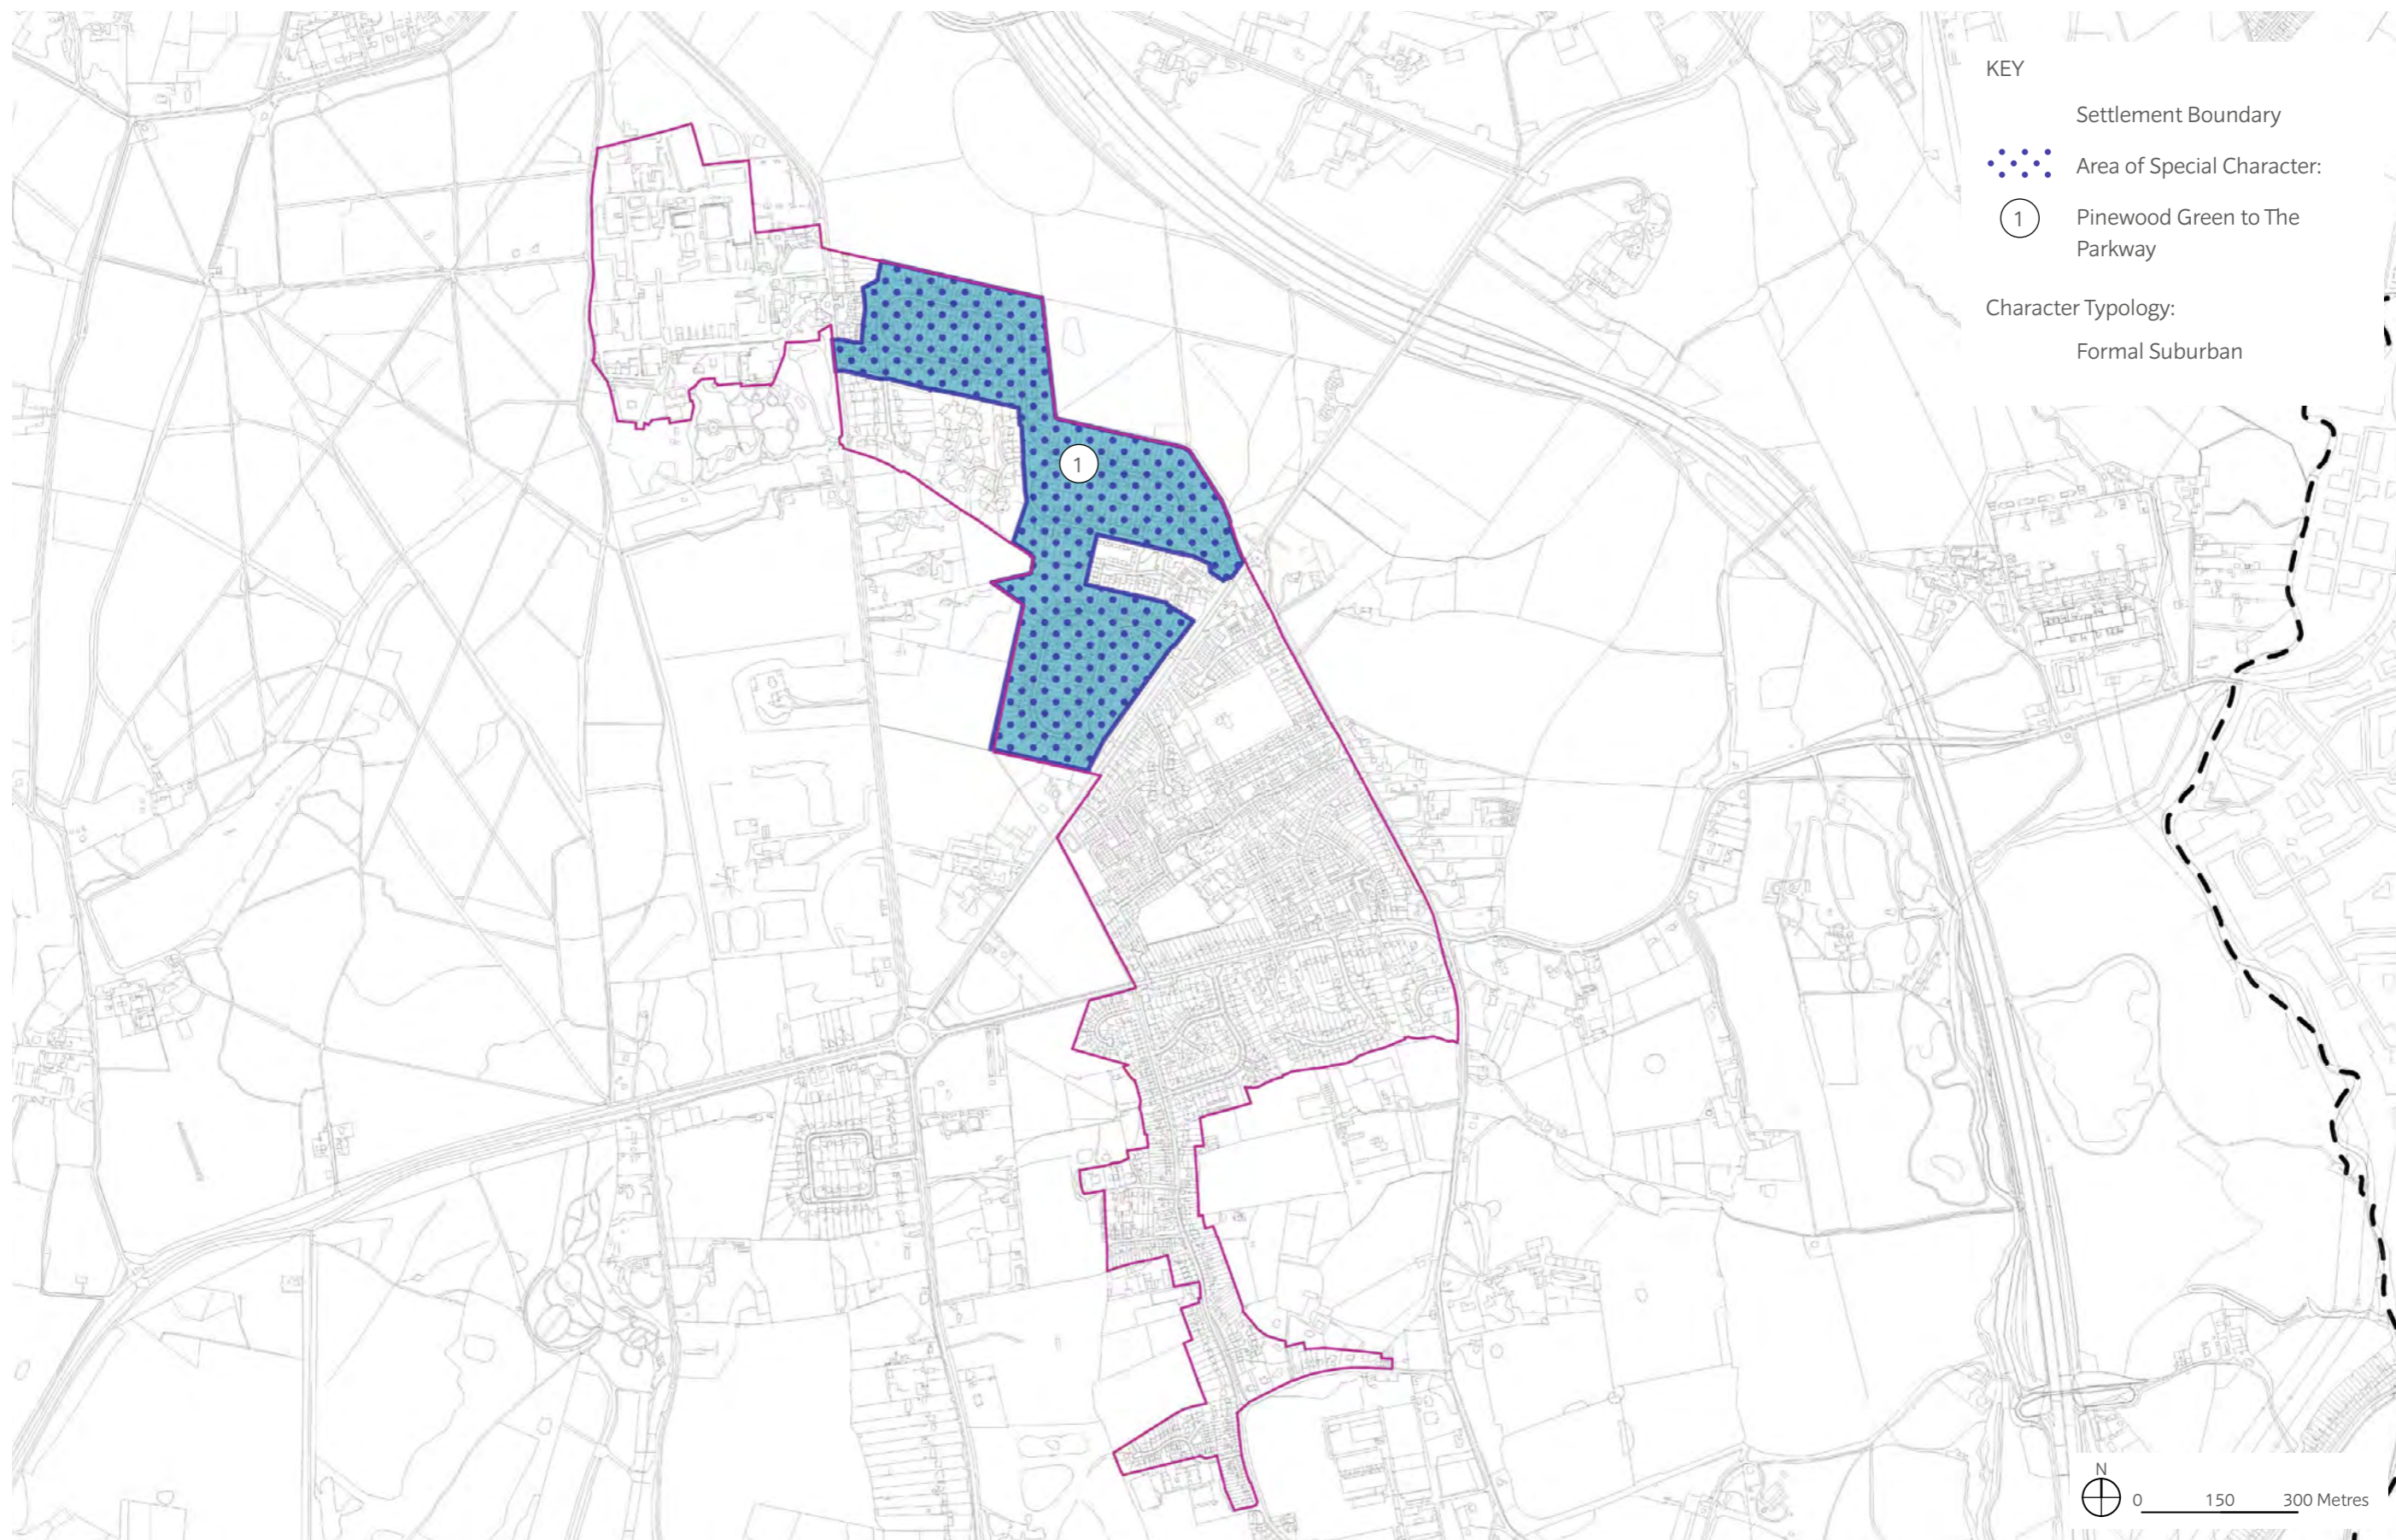 KEY
Settlement Boundary
Area of Special Character:
1
Pinewood Green to The
Parkway
Character Typology:
Formal Suburban
1
N
0 150 300 Metres